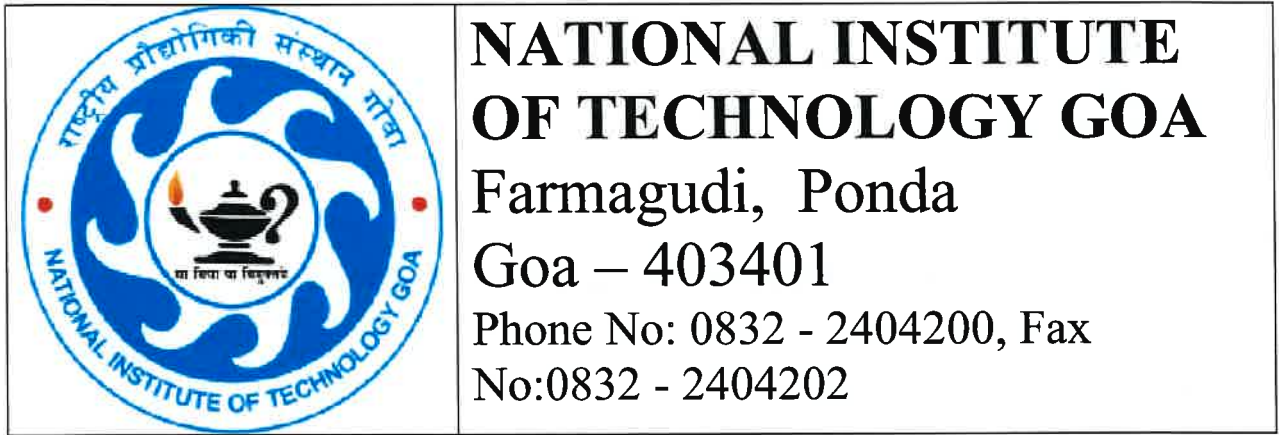 राष्ट्रीय प्रौद्योगिकी संस्थान गोवा
या विद्या या विमुक्तये
NATIONAL INSTITUTE OF TECHNOLOGY GOA
NATIONAL INSTITUTE
OF TECHNOLOGY GOA
Farmagudi, Ponda
Goa – 403401
Phone No: 0832 - 2404200, Fax
No:0832 - 2404202